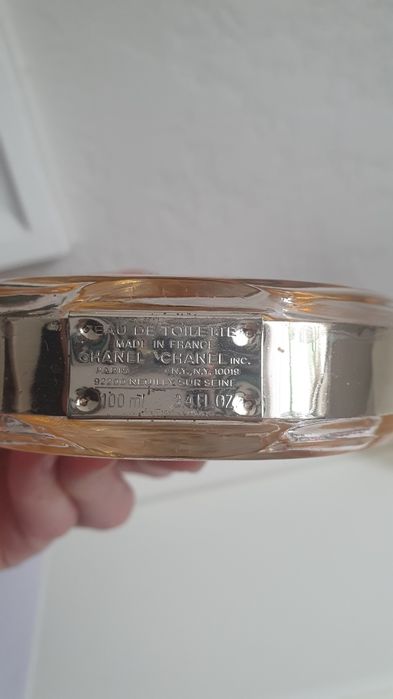 EAU DE TOILETTE
MADE IN FRANCE
CHANEL CHANEL INC.
PARIS N.Y., N.Y. 10019
92200 NEUILLY SUR SEINE
100 ml 3.4 FL. OZ.